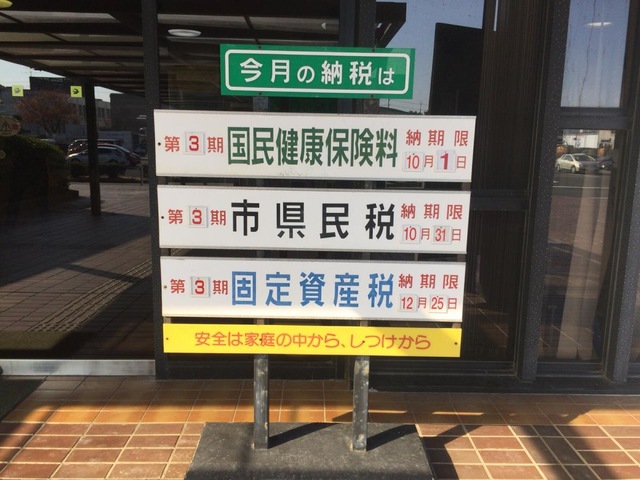 今月の納税は
第3期 国民健康保険料 納期限 10月1日
第3期 市県民税 納期限 10月31日
第3期 固定資産税 納期限 12月25日
安全は家庭の中から、しつけから